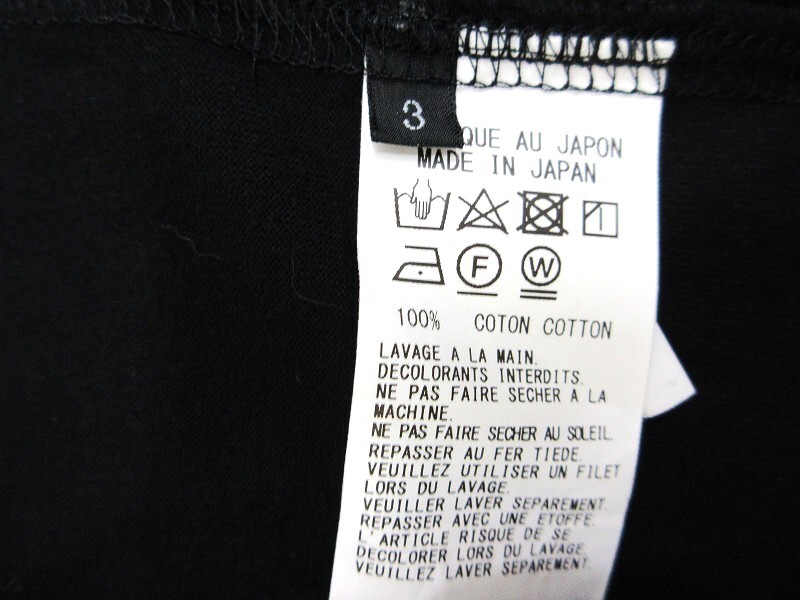 3
QUE AU JAPON
MADE IN JAPAN
F W
100% COTON COTTON
LAVAGE A LA MAIN.
DECOLORANTS INTERDITS.
NE PAS FAIRE SECHER A LA
MACHINE.
NE PAS FAIRE SECHER AU SOLEIL.
REPASSER AU FER TIEDE.
VEUILLEZ UTILISER UN FILET
LORS DU LAVAGE.
VEUILLER LAVER SEPAREMENT.
REPASSER AVEC UNE ETOFFE.
L'ARTICLE RISQUE DE SE
DECOLORER LORS DU LAVAGE.
VEUILLEZ LAVER SEPAREMENT